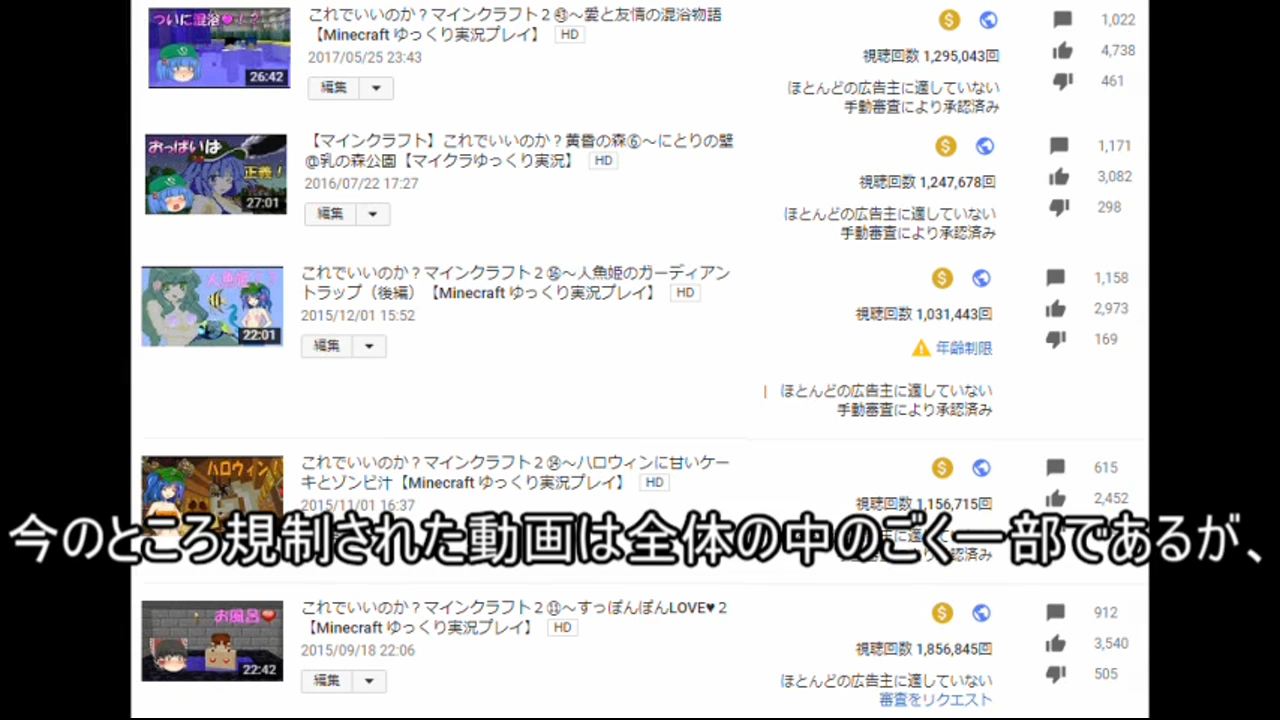 ついに混浴♥！？
26:42
これでいいのか？マインクラフト２㊸～愛と友情の混浴物語
【Minecraft ゆっくり実況プレイ】 HD
2017/05/25 23:43
編集
視聴回数 1,295,043回
ほとんどの広告主に適していない
手動審査により承認済み
1,022
4,738
461
おっぱいは
正義！
27:01
【マインクラフト】これでいいのか？黄昏の森⑥～にとりの壁
@乳の森公園【マイクラゆっくり実況】 HD
2016/07/22 17:27
編集
視聴回数 1,247,678回
ほとんどの広告主に適していない
手動審査により承認済み
1,171
3,082
298
22:01
これでいいのか？マインクラフト２⑯～人魚姫のガーディアン
トラップ（後編）【Minecraft ゆっくり実況プレイ】 HD
2015/12/01 15:52
編集
視聴回数 1,031,443回
年齢制限
ほとんどの広告主に適していない
手動審査により承認済み
1,158
2,973
169
ハロウィン！
これでいいのか？マインクラフト２⑭～ハロウィンに甘いケー
キとゾンビ汁【Minecraft ゆっくり実況プレイ】 HD
2015/11/01 16:37
視聴回数 1,156,715回
615
2,452
今のところ規制された動画は全体の中のごく一部であるが、
お風呂♥
22:42
これでいいのか？マインクラフト２⑪～すっぽんぽんLOVE♥２
【Minecraft ゆっくり実況プレイ】 HD
2015/09/18 22:06
編集
視聴回数 1,856,845回
ほとんどの広告主に適していない
審査をリクエスト
912
3,540
505